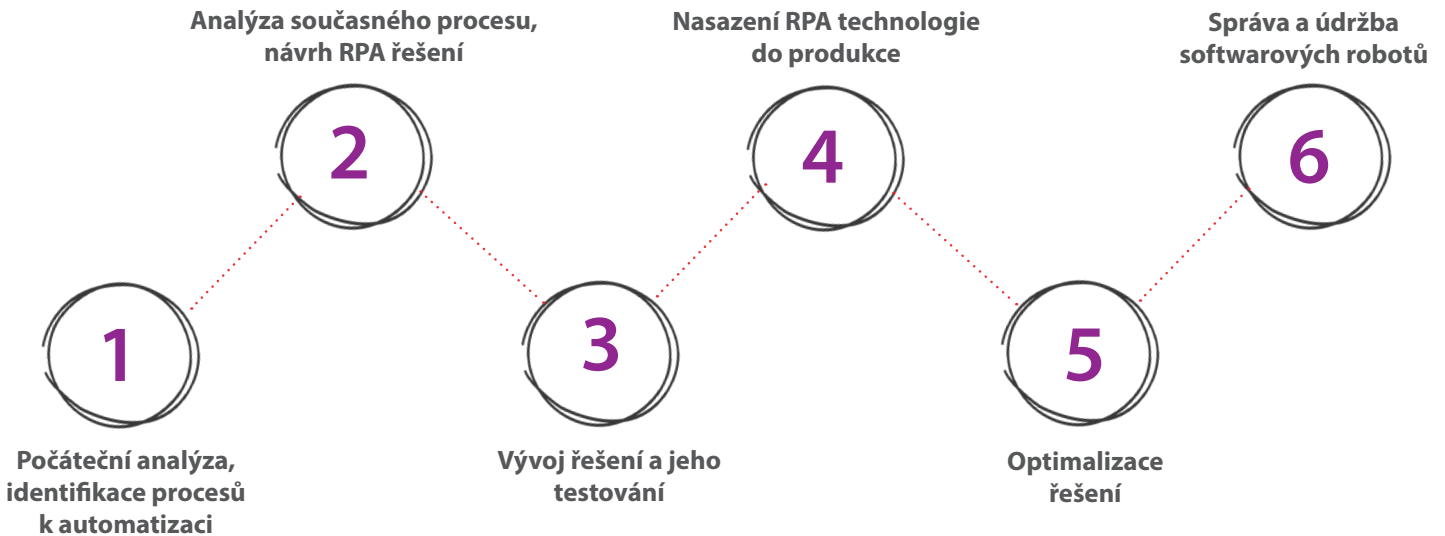 1
Počáteční analýza,
identifikace procesů
k automatizaci
Analýza současného procesu,
návrh RPA řešení
2
3
Vývoj řešení a jeho
testování
Nasazení RPA technologie
do produkce
4
5
Optimalizace
řešení
Správa a údržba
softwarových robotů
6